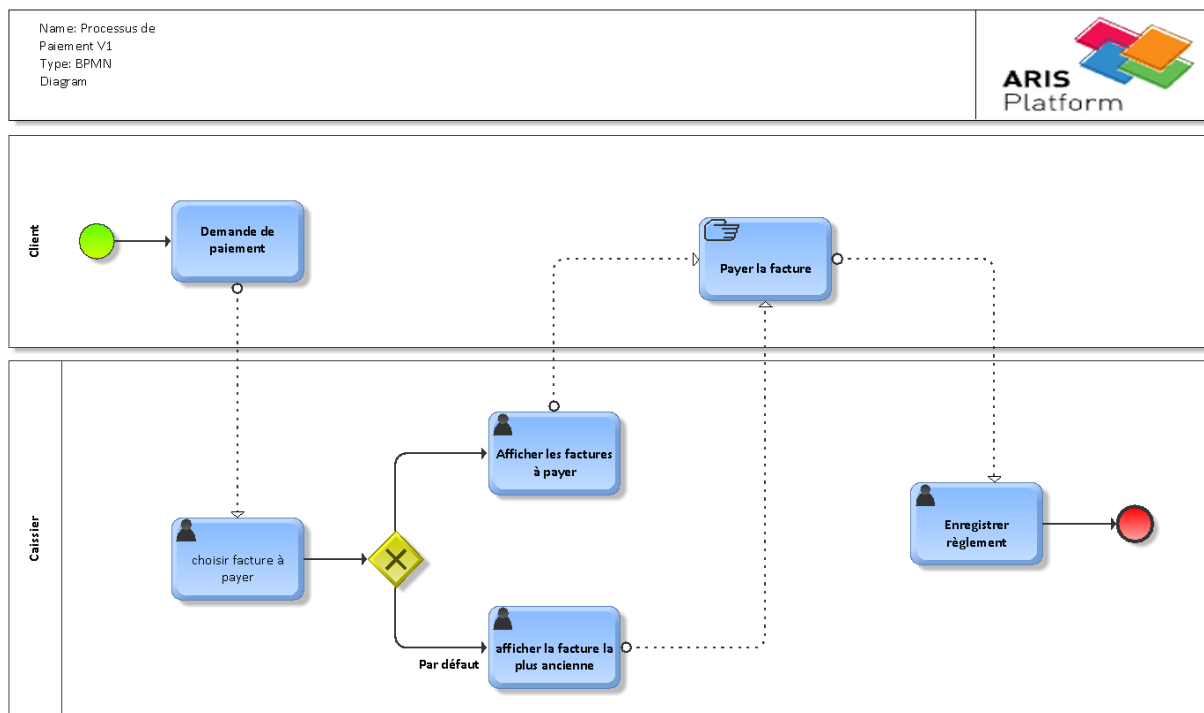 Name: Processus de
Paiement V1
Type: BPMN
Diagram
ARIS
Platform
Client
Demande de
paiement
Payer la facture
Caissier
choisir facture à
payer
Afficher les factures
à payer
Par défaut
afficher la facture la
plus ancienne
Enregistrer
règlement